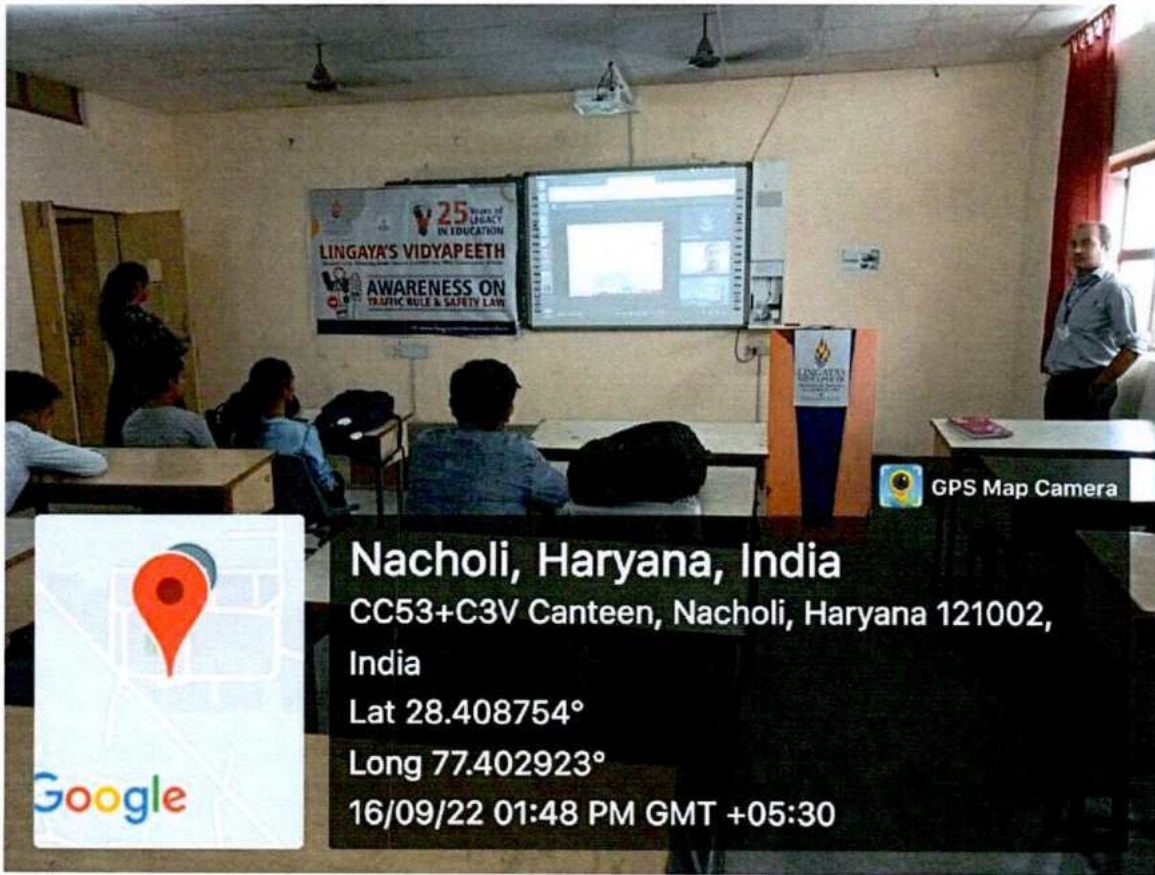 25 Years of
LEGACY
IN EDUCATION
LINGAYA'S VIDYAPEETH
AWARENESS ON
TRAFFIC RULE & SAFETY LAW
LINGAYAS
VIDYAPEETH
GPS Map Camera
Nacholi, Haryana, India
CC53+C3V Canteen, Nacholi, Haryana 121002,
India
Lat 28.408754°
Long 77.402923°
16/09/22 01:48 PM GMT +05:30
Google